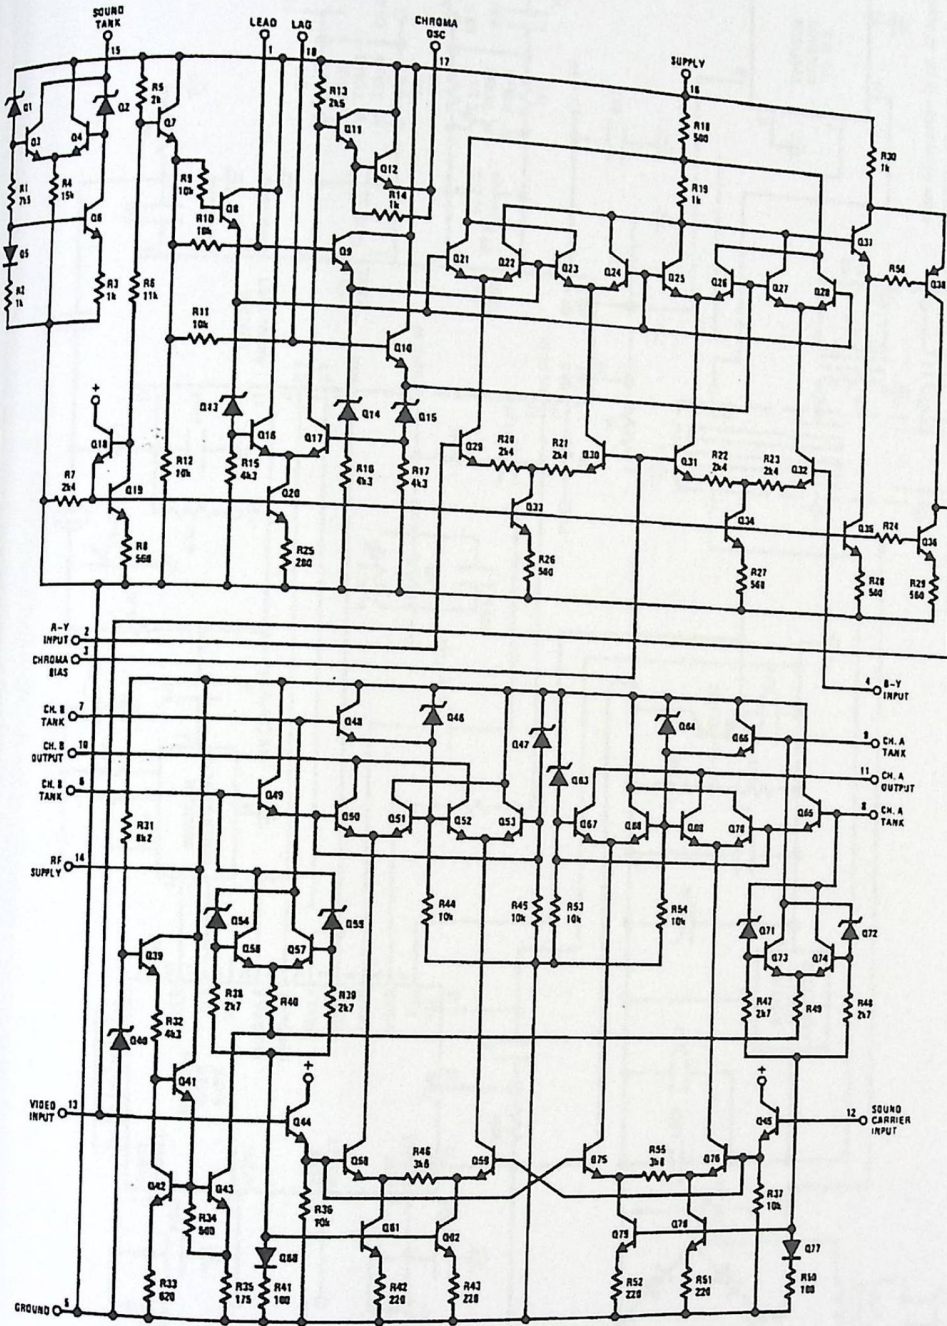 SOUND
TANK
15
LEAD
1
LAG
18
CHROMA
OSC
17
SUPPLY
16
Q1
Q2
Q4
R5
2k
Q7
R13
2k5
Q11
Q12
R14
1k
R18
500
R19
1k
R30
1k
R4
15k
Q6
Q5
R2
1k
R3
1k
R6
11k
R9
10k
Q8
R10
10k
Q9
Q21
Q22
Q23
Q24
Q25
Q26
Q27
Q28
Q37
Q38
R11
10k
Q10
+
Q18
Q13
Q14
Q15
Q16
Q17
R7
2k4
Q19
R8
560
R12
10k
R15
4k3
Q20
R25
280
R16
4k3
R17
4k3
Q29
R20
2k4
R21
2k4
Q30
Q31
R22
2k4
R23
2k4
Q32
Q33
R26
560
Q34
R27
560
Q35
R24
Q36
R28
560
R29
560
R-Y
INPUT
2
CHROMA
BIAS
3
4
B-Y
INPUT
CH. B
TANK
7
CH. B
OUTPUT
10
CH. B
TANK
6
9
CH. A
TANK
11
CH. A
OUTPUT
8
CH. A
TANK
Q48
Q46
Q47
Q63
Q64
Q65
Q49
Q50
Q51
Q52
Q53
Q67
Q68
Q70
Q66
R31
8k2
RF
SUPPLY
14
R44
10k
R45
10k
R53
10k
R54
10k
Q54
Q55
Q56
Q57
Q71
Q72
Q73
Q74
Q39
R32
4k3
Q40
Q41
R38
2k7
R40
R39
2k7
R47
2k7
R49
R48
2k7
VIDEO
INPUT
13
+
Q44
+
Q45
12
SOUND
CARRIER
INPUT
Q58
R46
3k6
Q59
Q75
R55
3k6
Q76
Q42
Q43
R34
500
R36
10k
Q61
Q62
Q79
Q78
R37
10k
Q60
Q77
R33
620
R35
175
R41
100
R42
220
R43
220
R52
220
R51
220
R50
100
GROUND
5